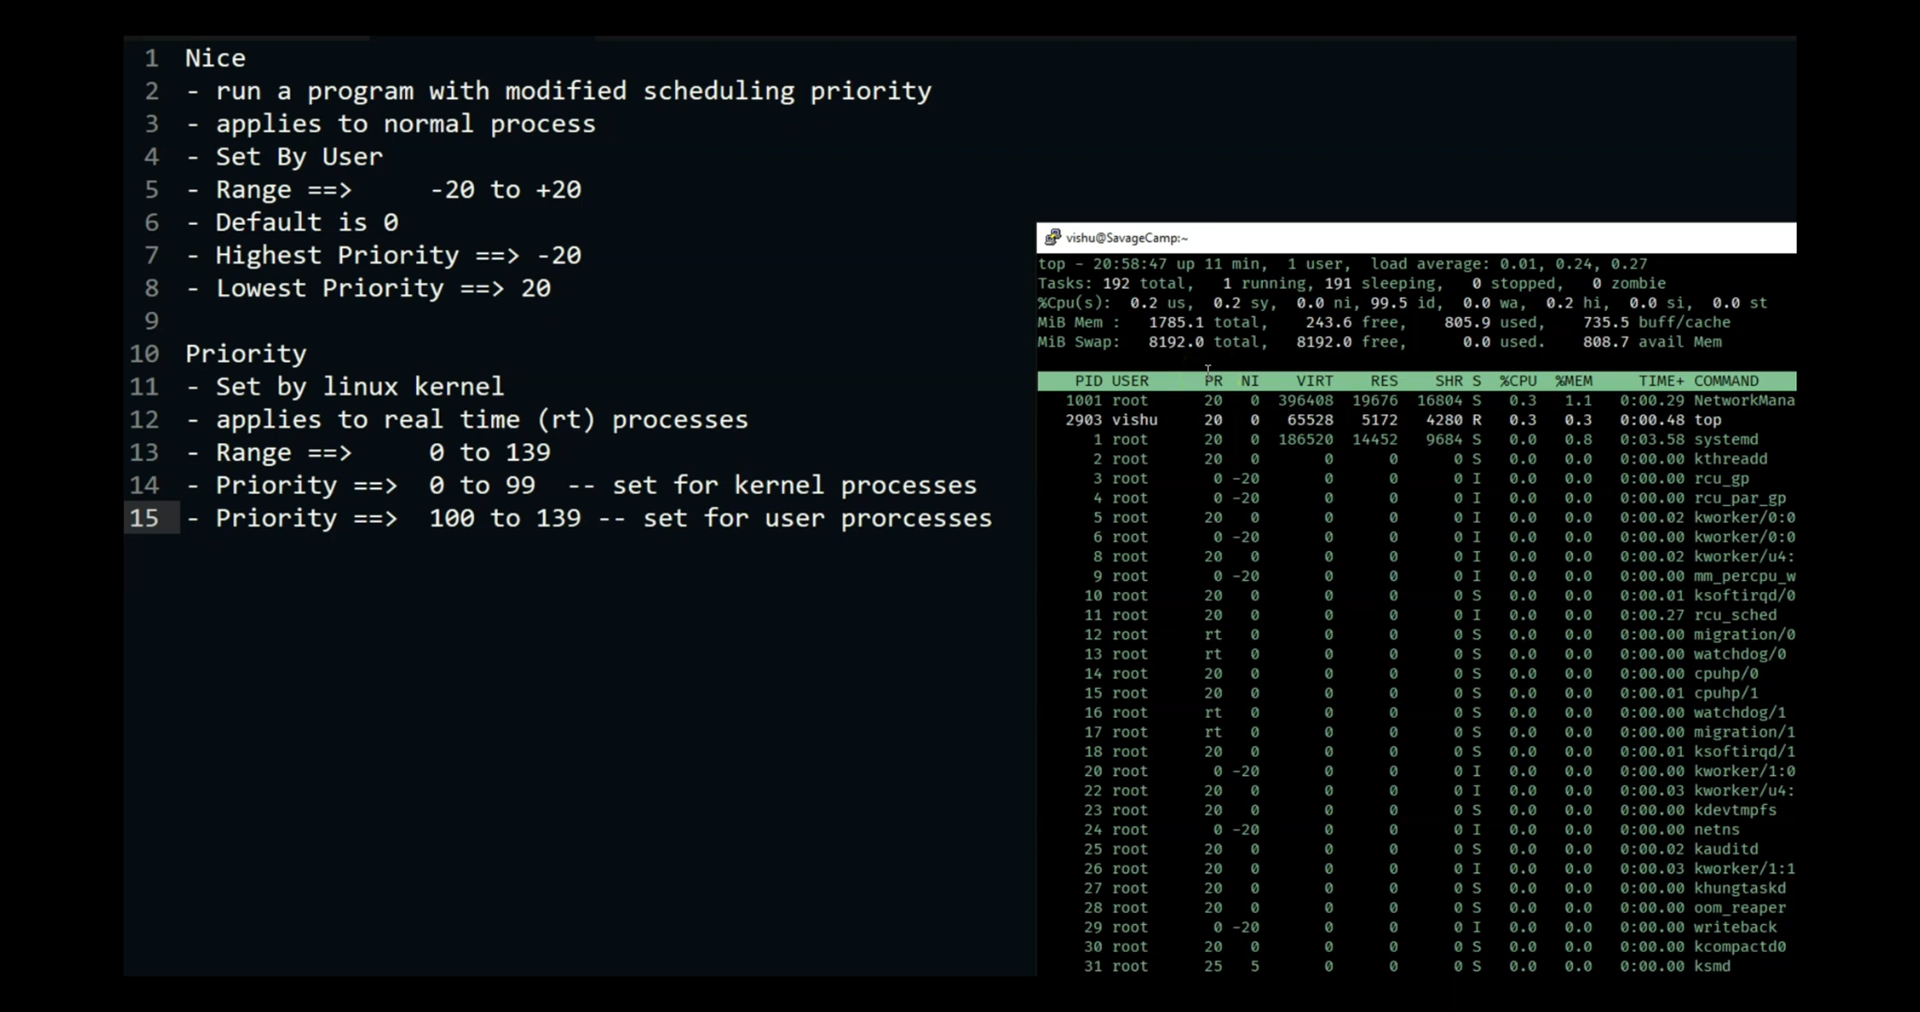 1 Nice
2 - run a program with modified scheduling priority
3 - applies to normal process
4 - Set By User
5 - Range ==> -20 to +20
6 - Default is 0
7 - Highest Priority ==> -20
8 - Lowest Priority ==> 20
9
10 Priority
11 - Set by linux kernel
12 - applies to real time (rt) processes
13 - Range ==> 0 to 139
14 - Priority ==> 0 to 99 -- set for kernel processes
15 - Priority ==> 100 to 139 -- set for user prorcesses
vishu@SavageCamp:~
top - 20:58:47 up 11 min, 1 user, load average: 0.01, 0.24, 0.27
Tasks: 192 total, 1 running, 191 sleeping, 0 stopped, 0 zombie
%Cpu(s): 0.2 us, 0.2 sy, 0.0 ni, 99.5 id, 0.0 wa, 0.2 hi, 0.0 si, 0.0 st
MiB Mem : 1785.1 total, 243.6 free, 805.9 used, 735.5 buff/cache
MiB Swap: 8192.0 total, 8192.0 free, 0.0 used. 808.7 avail Mem
PID USER PR NI VIRT RES SHR S %CPU %MEM TIME+ COMMAND
1001 root 20 0 396408 19676 16804 S 0.3 1.1 0:00.29 NetworkMana
2903 vishu 20 0 65528 5172 4280 R 0.3 0.3 0:00.48 top
1 root 20 0 186520 14452 9684 S 0.0 0.8 0:03.58 systemd
2 root 20 0 0 0 0 S 0.0 0.0 0:00.00 kthreadd
3 root 0 -20 0 0 0 I 0.0 0.0 0:00.00 rcu_gp
4 root 0 -20 0 0 0 I 0.0 0.0 0:00.00 rcu_par_gp
5 root 20 0 0 0 0 I 0.0 0.0 0:00.02 kworker/0:0
6 root 0 -20 0 0 0 I 0.0 0.0 0:00.00 kworker/0:0
8 root 20 0 0 0 0 I 0.0 0.0 0:00.02 kworker/u4:
9 root 0 -20 0 0 0 I 0.0 0.0 0:00.00 mm_percpu_w
10 root 20 0 0 0 0 S 0.0 0.0 0:00.01 ksoftirqd/0
11 root 20 0 0 0 0 I 0.0 0.0 0:00.27 rcu_sched
12 root rt 0 0 0 0 S 0.0 0.0 0:00.00 migration/0
13 root rt 0 0 0 0 S 0.0 0.0 0:00.00 watchdog/0
14 root 20 0 0 0 0 S 0.0 0.0 0:00.00 cpuhp/0
15 root 20 0 0 0 0 S 0.0 0.0 0:00.01 cpuhp/1
16 root rt 0 0 0 0 S 0.0 0.0 0:00.00 watchdog/1
17 root rt 0 0 0 0 S 0.0 0.0 0:00.00 migration/1
18 root 20 0 0 0 0 S 0.0 0.0 0:00.01 ksoftirqd/1
20 root 0 -20 0 0 0 I 0.0 0.0 0:00.00 kworker/1:0
22 root 20 0 0 0 0 I 0.0 0.0 0:00.03 kworker/u4:
23 root 20 0 0 0 0 S 0.0 0.0 0:00.00 kdevtmpfs
24 root 0 -20 0 0 0 I 0.0 0.0 0:00.00 netns
25 root 20 0 0 0 0 S 0.0 0.0 0:00.02 kauditd
26 root 20 0 0 0 0 I 0.0 0.0 0:00.03 kworker/1:1
27 root 20 0 0 0 0 S 0.0 0.0 0:00.00 khungtaskd
28 root 20 0 0 0 0 S 0.0 0.0 0:00.00 oom_reaper
29 root 0 -20 0 0 0 I 0.0 0.0 0:00.00 writeback
30 root 20 0 0 0 0 S 0.0 0.0 0:00.00 kcompactd0
31 root 25 5 0 0 0 S 0.0 0.0 0:00.00 ksmd